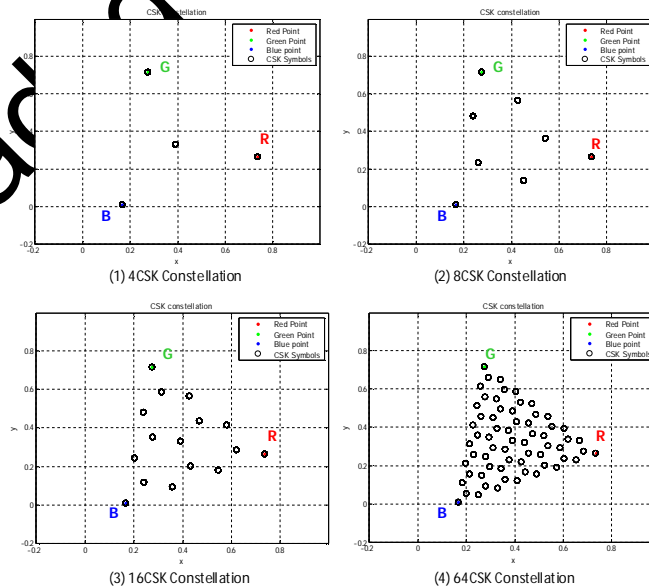 CSK constellation
Red Point
Green Point
Blue point
CSK Symbols
G
R
B
y
0.8
0.6
0.4
0.2
0
-0.2
-0.2 0 0.2 0.4 0.6 0.8
x
(1) 4CSK Constellation
CSK constellation
Red Point
Green Point
Blue point
CSK Symbols
G
R
B
y
0.8
0.6
0.4
0.2
0
-0.2
-0.2 0 0.2 0.4 0.6 0.8
x
(2) 8CSK Constellation
CSK constellation
Red Point
Green Point
Blue point
CSK Symbols
G
R
B
y
0.8
0.6
0.4
0.2
0
-0.2
-0.2 0 0.2 0.4 0.6 0.8
x
(3) 16CSK Constellation
CSK constellation
Red Point
Green Point
Blue point
CSK Symbols
G
R
B
y
0.8
0.6
0.4
0.2
0
-0.2
-0.2 0 0.2 0.4 0.6 0.8
x
(4) 64CSK Constellation